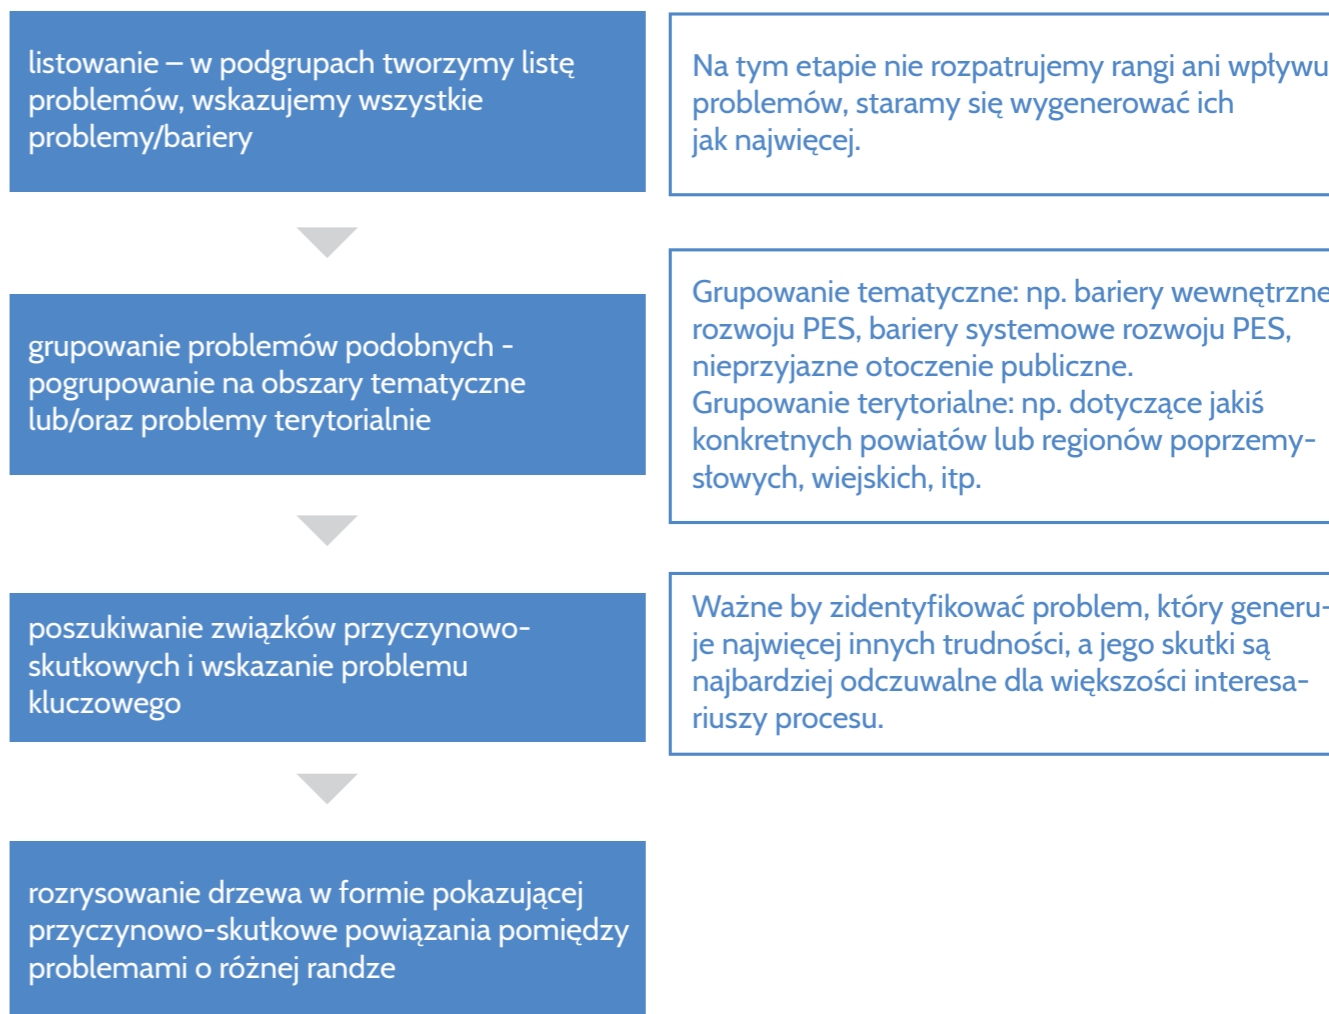 listowanie – w podgrupach tworzymy listę
problemów, wskazujemy wszystkie
problemy/bariery
Na tym etapie nie rozpatrujemy rangi ani wpływu
problemów, staramy się wygenerować ich
jak najwięcej.
grupowanie problemów podobnych -
pogrupowanie na obszary tematyczne
lub/oraz problemy terytorialnie
Grupowanie tematyczne: np. bariery wewnętrzne
rozwoju PES, bariery systemowe rozwoju PES,
nieprzyjazne otoczenie publiczne.
Grupowanie terytorialne: np. dotyczące jakiś
konkretnych powiatów lub regionów poprzemy-
słowych, wiejskich, itp.
poszukiwanie związków przyczynowo-
skutkowych i wskazanie problemu
kluczowego
Ważne by zidentyfikować problem, który generu-
je najwięcej innych trudności, a jego skutki są
najbardziej odczuwalne dla większości interesa-
riuszy procesu.
rozrysowanie drzewa w formie pokazującej
przyczynowo-skutkowe powiązania pomiędzy
problemami o różnej randze